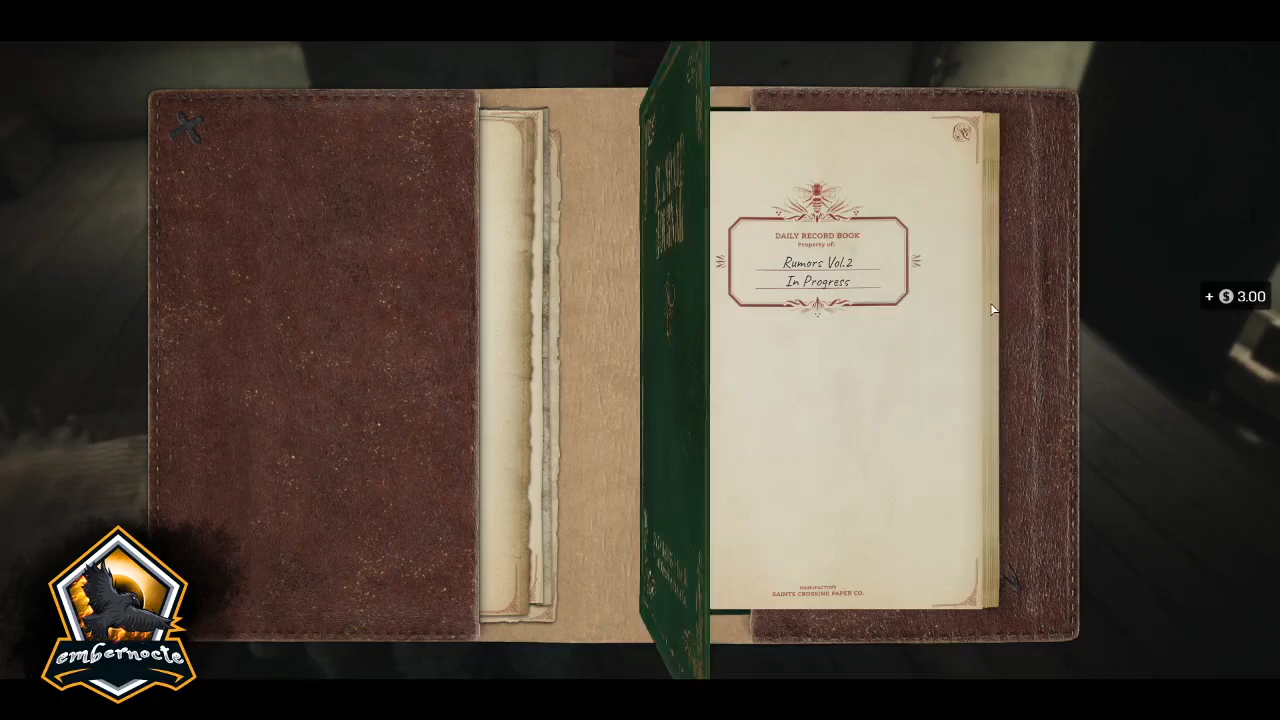 DAILY RECORD BOOK
Property of:
Rumors Vol.2
In Progress
MANUFACTORY
SAINTS CROSSING PAPER CO.
+ $ 3.00
embernocte